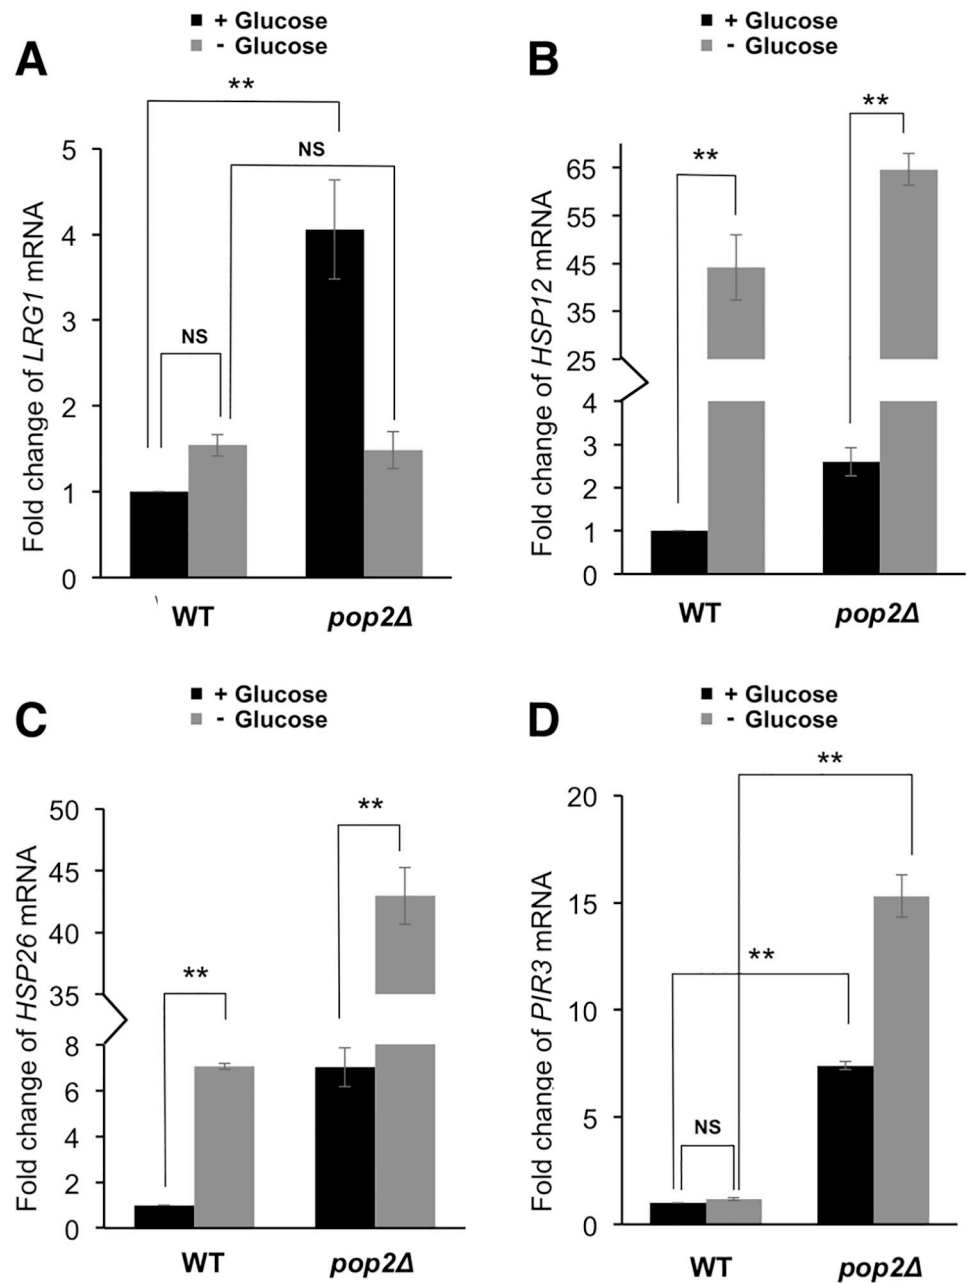 A
+ Glucose
- Glucose
**
NS
NS
5
4
3
2
1
0
Fold change of LRG1 mRNA
WT
pop2Δ
B
+ Glucose
- Glucose
**
**
65
55
45
35
25
4
3
2
1
0
Fold change of HSP12 mRNA
WT
pop2Δ
C
+ Glucose
- Glucose
**
**
50
45
40
35
8
6
4
2
0
Fold change of HSP26 mRNA
WT
pop2Δ
D
+ Glucose
- Glucose
**
**
NS
20
15
10
5
0
Fold change of PIR3 mRNA
WT
pop2Δ